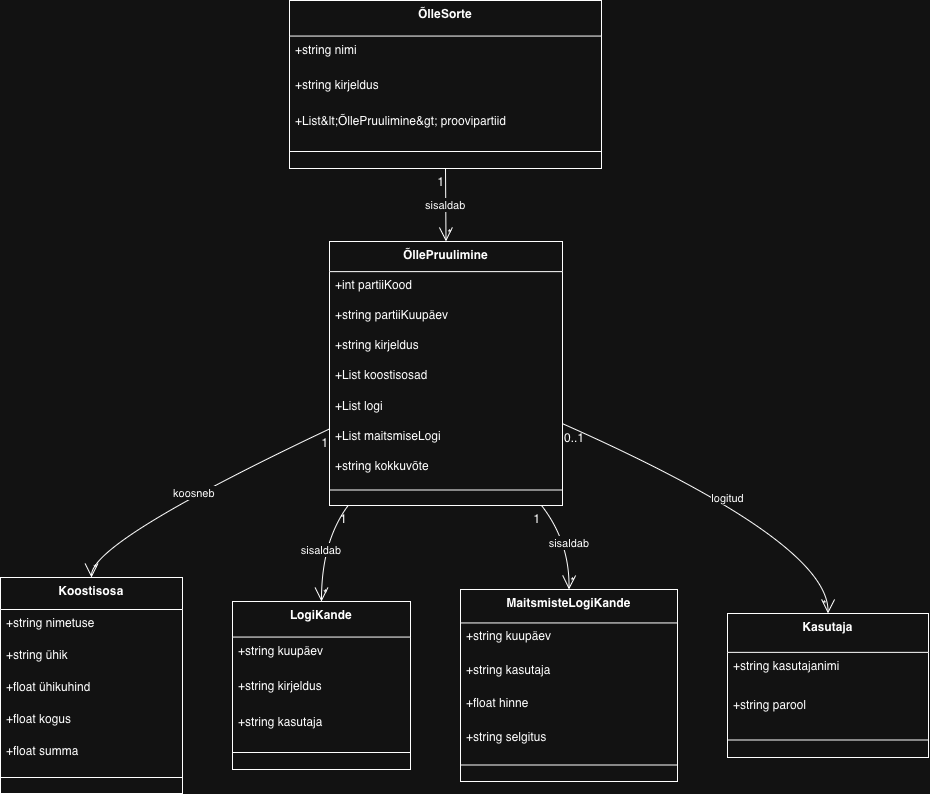 ÕlleSorte
+string nimi
+string kirjeldus
+List&lt;ÕllePruulimine&gt; proovipartiid
1
sisaldab
*
ÕllePruulimine
+int partiiKood
+string partiiKuupäev
+string kirjeldus
+List koostisosad
+List logi
+List maitsmiseLogi
+string kokkuvõte
1
0..1
koosneb
logitud
1
1
sisaldab
sisaldab
*
*
*
*
Koostisosa
+string nimetuse
+string ühik
+float ühikuhind
+float kogus
+float summa
LogiKande
+string kuupäev
+string kirjeldus
+string kasutaja
MaitsmisteLogiKande
+string kuupäev
+string kasutaja
+float hinne
+string selgitus
Kasutaja
+string kasutajanimi
+string parool